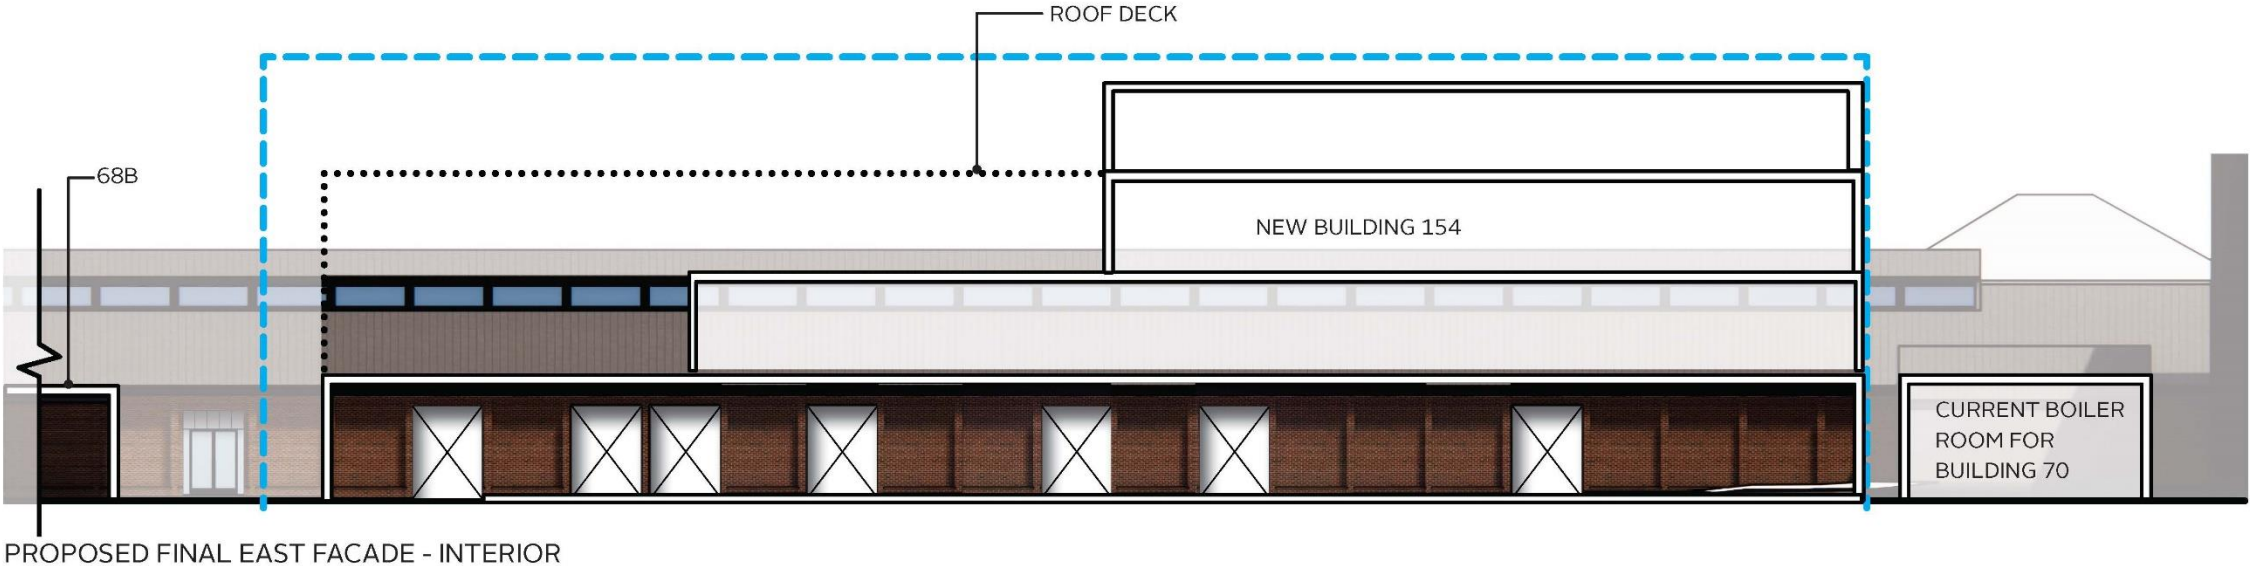 ROOF DECK
68B
NEW BUILDING 154
CURRENT BOILER
ROOM FOR
BUILDING 70
PROPOSED FINAL EAST FACADE - INTERIOR